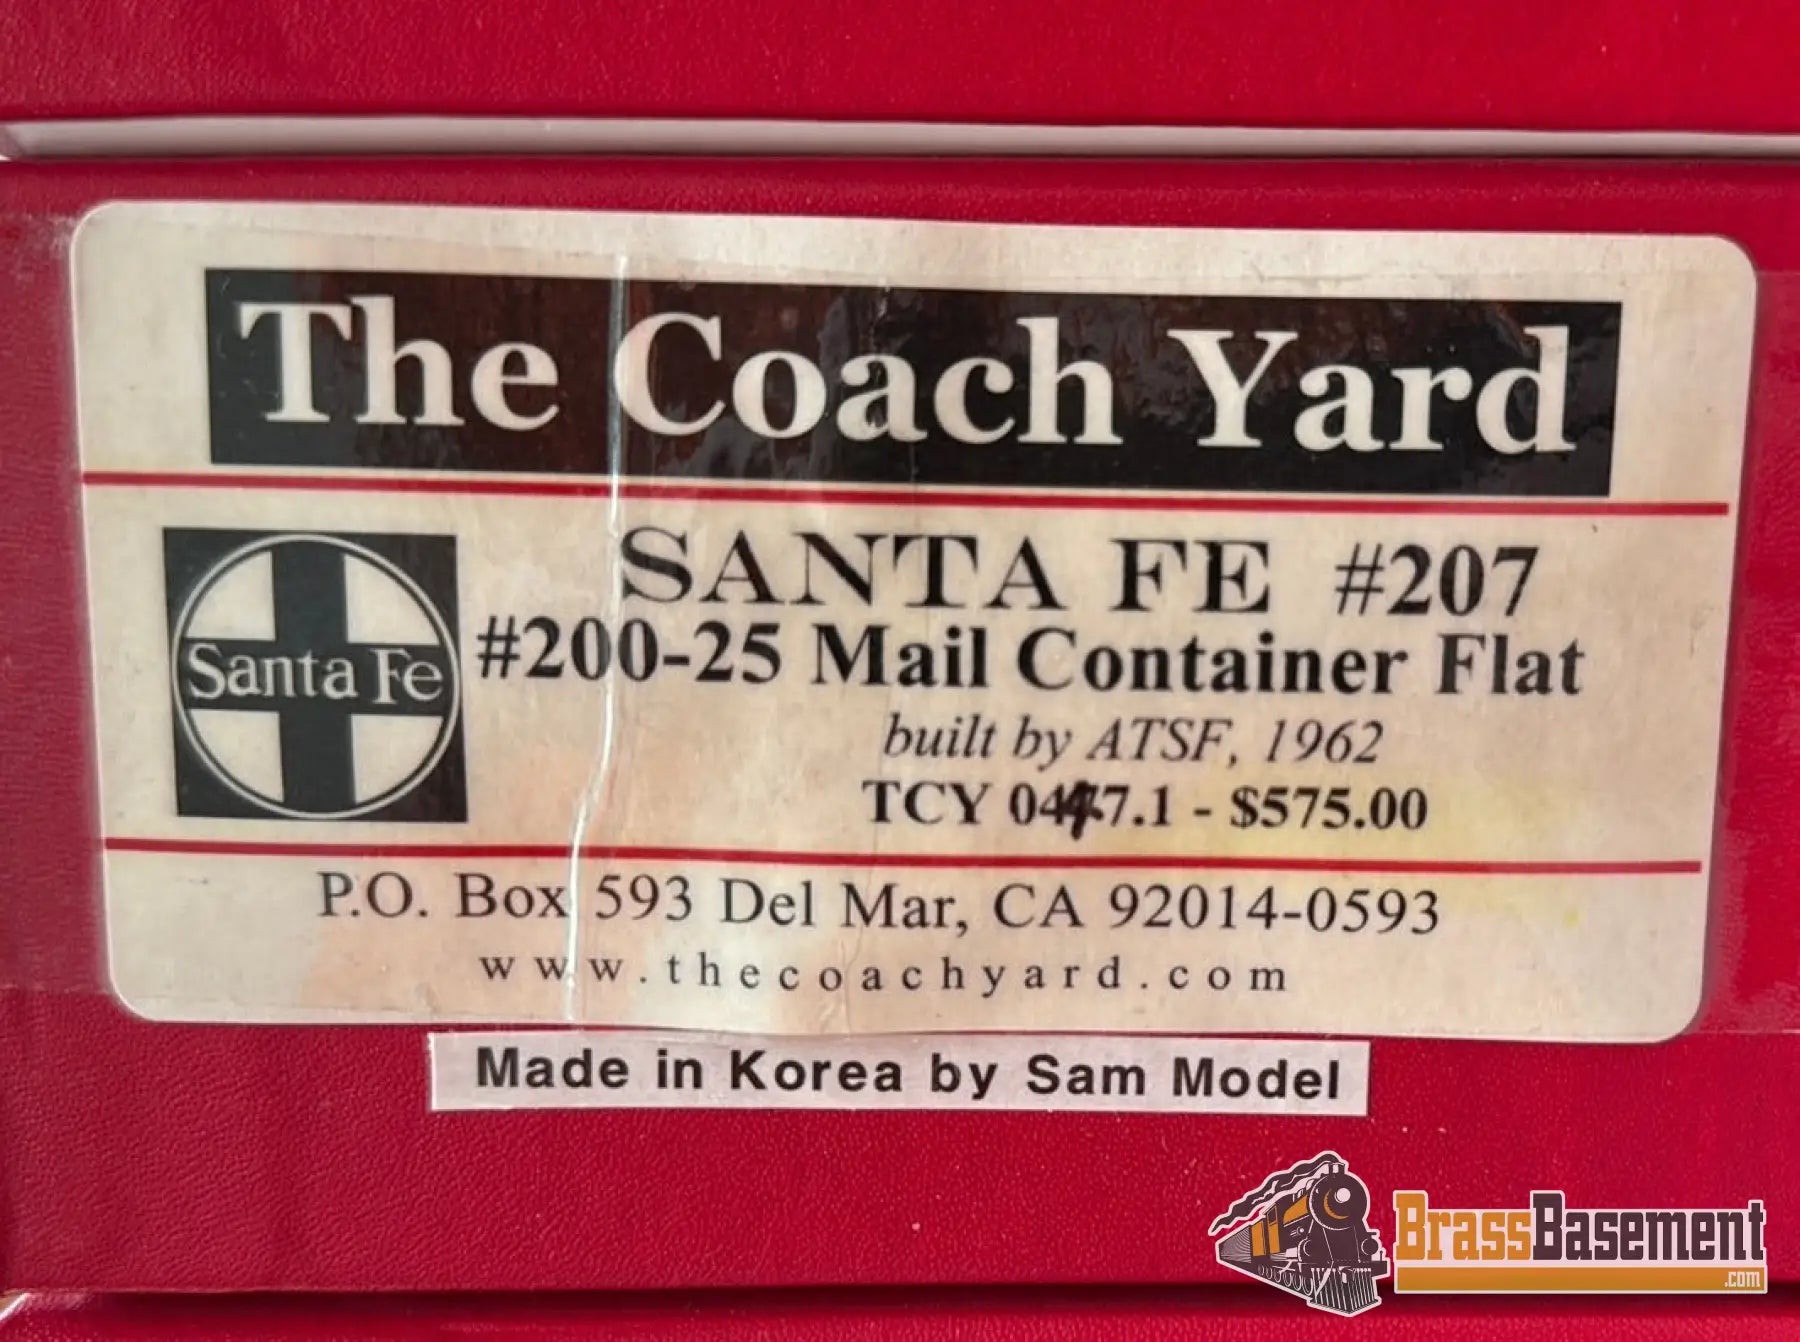 The Coach Yard
Santa Fe
SANTA FE #207
#200-25 Mail Container Flat
built by ATSF, 1962
TCY 0447.1 - $575.00
P.O. Box 593 Del Mar, CA 92014-0593
www.thecoachyard.com
Made in Korea by Sam Model
BrassBasement
.com